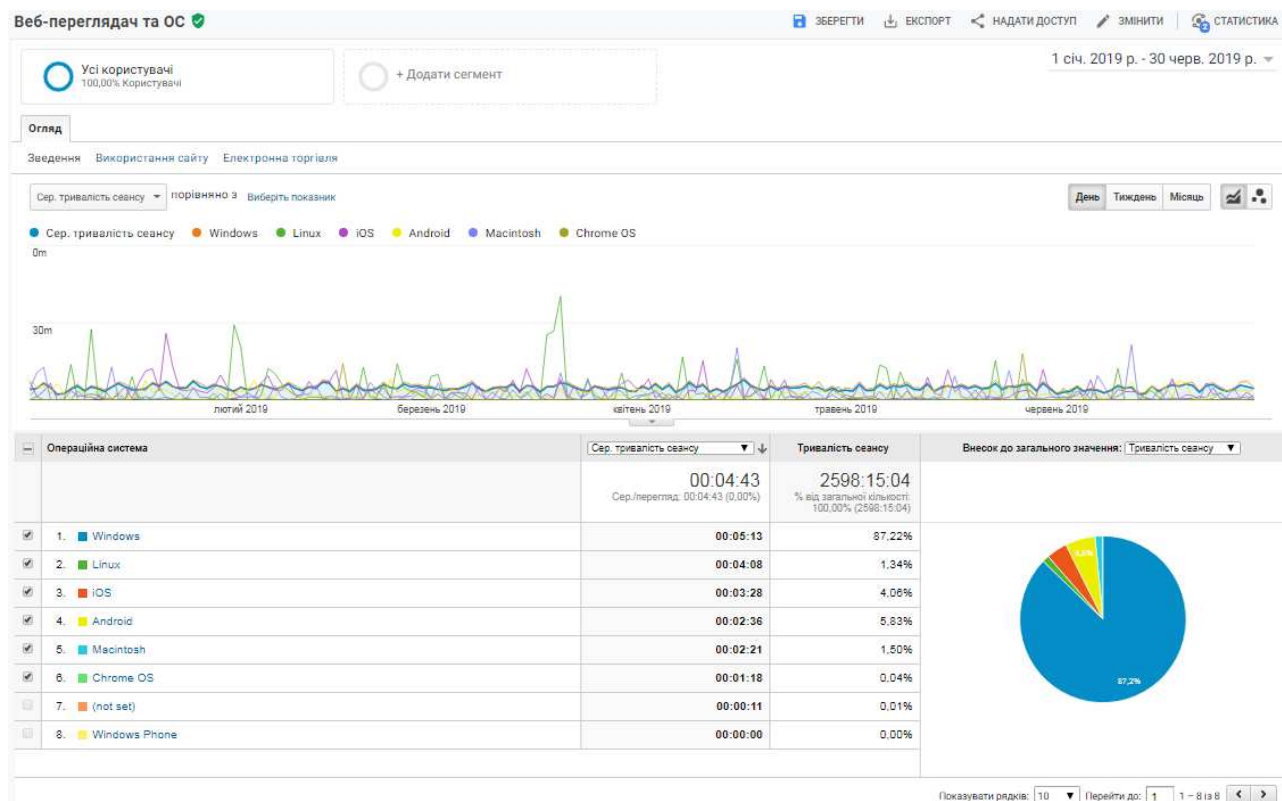 Веб-переглядач та ОС
ЗБЕРЕГТИ ЕКСПОРТ НАДАТИ ДОСТУП ЗМІНИТИ СТАТИСТИКА
Усі користувачі
100,00% Користувачі
+ Додати сегмент
1 січ. 2019 р. - 30 черв. 2019 р.
Огляд
Зведення Використання сайту Електронна торгівля
Сер. тривалість сеансу порівняно з Виберіть показник
День Тиждень Місяць
Сер. тривалість сеансу Windows Linux iOS Android Macintosh Chrome OS
0m
30m
лютий 2019 березень 2019 квітень 2019 травень 2019 червень 2019
Операційна система Сер. тривалість сеансу Тривалість сеансу Внесок до загального значення: Тривалість сеансу
00:04:43 2598:15:04
Сер./перегляд: 00:04:43 (0,00%) % від загальної кількості: 100,00% (2598:15:04)
1. Windows 00:05:13 87,22%
2. Linux 00:04:08 1,34%
3. iOS 00:03:28 4,06%
4. Android 00:02:36 5,83%
5. Macintosh 00:02:21 1,50%
6. Chrome OS 00:01:18 0,04%
7. (not set) 00:00:11 0,01%
8. Windows Phone 00:00:00 0,00%
87,2%
Показувати рядків: 10 Перейти до: 1 1 – 8 із 8